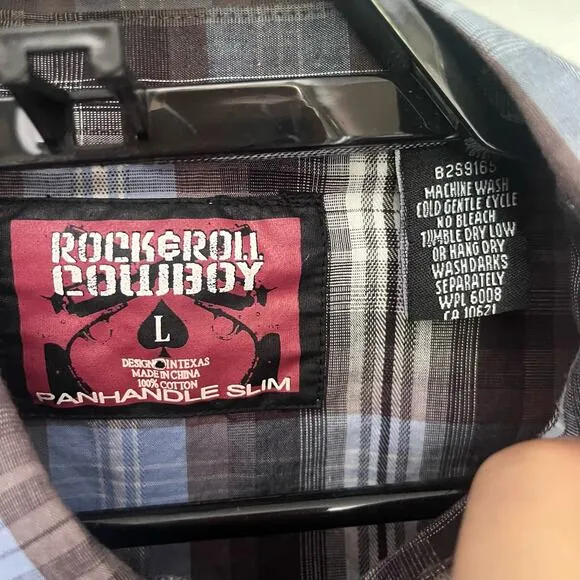 ROCK&ROLL
COWBOY
L
DESIGN IN TEXAS
MADE IN CHINA
100% COTTON
PANHANDLE SLIM
B2S9165
MACHINE WASH
COLD GENTLE CYCLE
NO BLEACH
TUMBLE DRY LOW
OR HANG DRY
WASH DARKS
SEPARATELY
WPL 6008
CA 10621